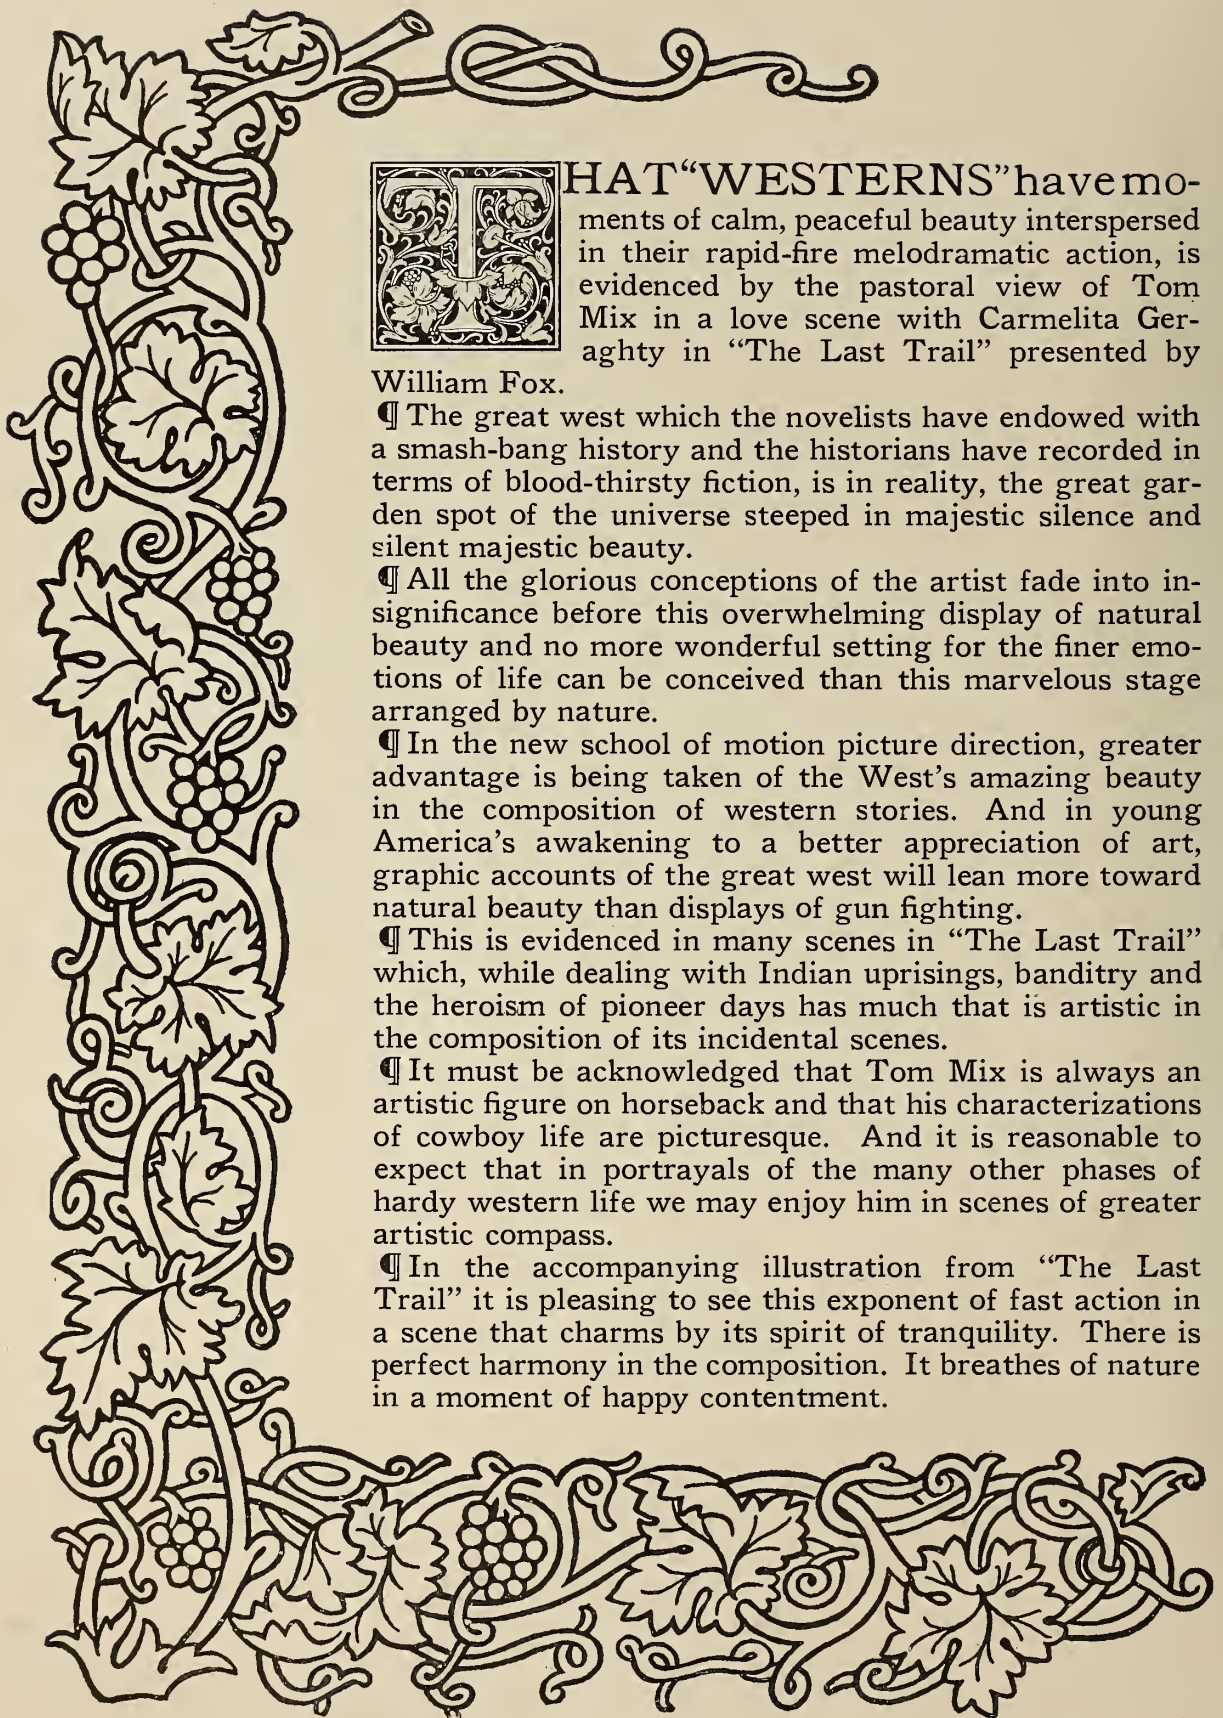 THAT “WESTERNS” have mo-
ments of calm, peaceful beauty interspersed
in their rapid-fire melodramatic action, is
evidenced by the pastoral view of Tom
Mix in a love scene with Carmelita Ger-
aghty in “The Last Trail” presented by
William Fox.
¶ The great west which the novelists have endowed with
a smash-bang history and the historians have recorded in
terms of blood-thirsty fiction, is in reality, the great gar-
den spot of the universe steeped in majestic silence and
silent majestic beauty.
¶ All the glorious conceptions of the artist fade into in-
significance before this overwhelming display of natural
beauty and no more wonderful setting for the finer emo-
tions of life can be conceived than this marvelous stage
arranged by nature.
¶ In the new school of motion picture direction, greater
advantage is being taken of the West’s amazing beauty
in the composition of western stories. And in young
America’s awakening to a better appreciation of art,
graphic accounts of the great west will lean more toward
natural beauty than displays of gun fighting.
¶ This is evidenced in many scenes in “The Last Trail”
which, while dealing with Indian uprisings, banditry and
the heroism of pioneer days has much that is artistic in
the composition of its incidental scenes.
¶ It must be acknowledged that Tom Mix is always an
artistic figure on horseback and that his characterizations
of cowboy life are picturesque. And it is reasonable to
expect that in portrayals of the many other phases of
hardy western life we may enjoy him in scenes of greater
artistic compass.
¶ In the accompanying illustration from “The Last
Trail” it is pleasing to see this exponent of fast action in
a scene that charms by its spirit of tranquility. There is
perfect harmony in the composition. It breathes of nature
in a moment of happy contentment.